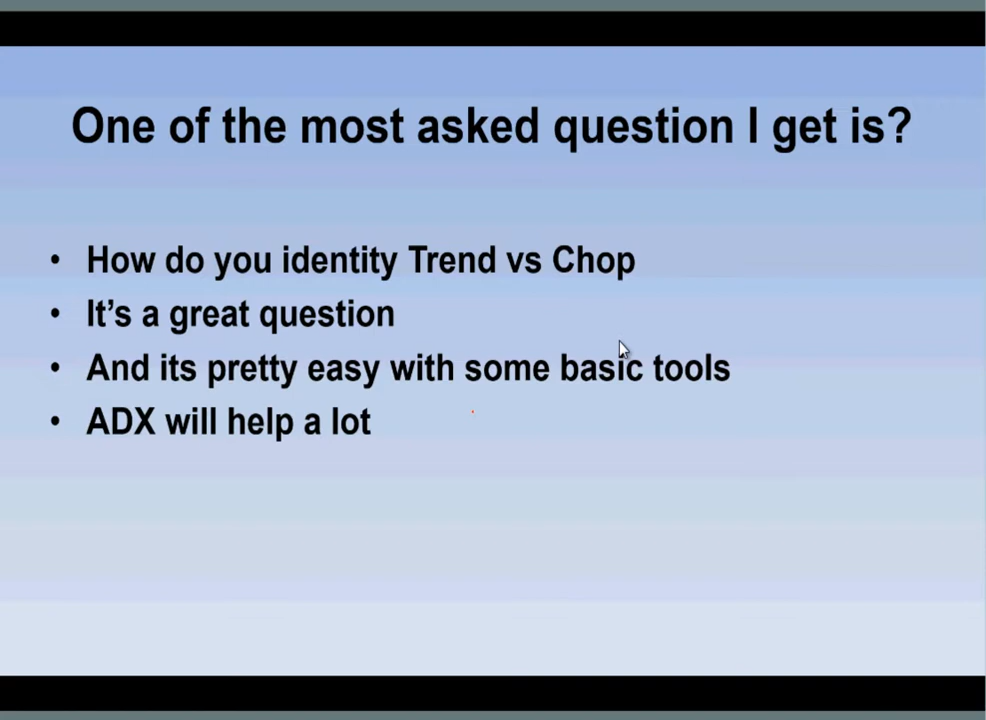 One of the most asked question I get is?
• How do you identity Trend vs Chop
• It’s a great question
• And its pretty easy with some basic tools
• ADX will help a lot